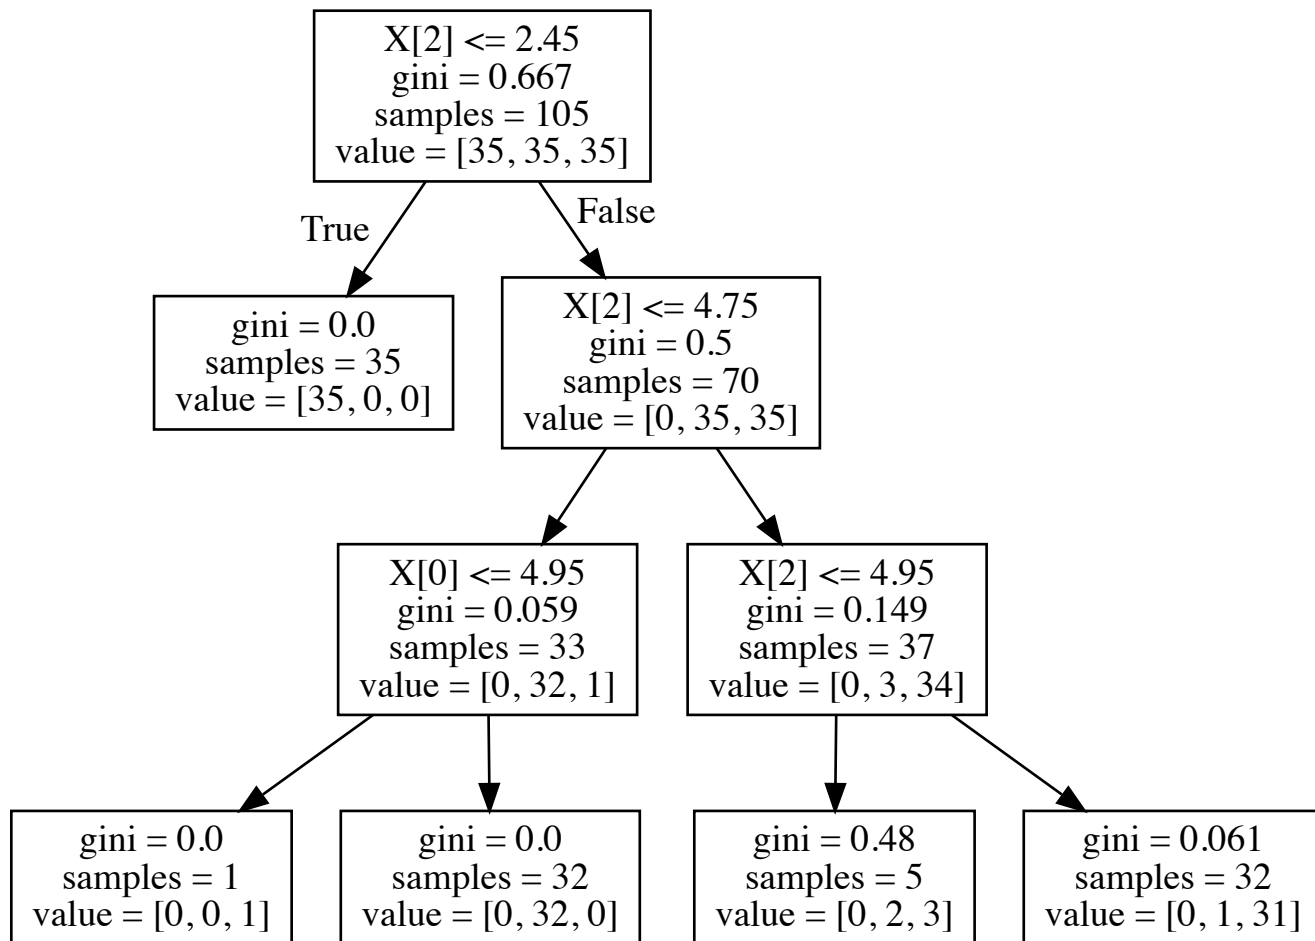 X[2] <= 2.45
gini = 0.667
samples = 105
value = [35, 35, 35]
True
False
gini = 0.0
samples = 35
value = [35, 0, 0]
X[2] <= 4.75
gini = 0.5
samples = 70
value = [0, 35, 35]
X[0] <= 4.95
gini = 0.059
samples = 33
value = [0, 32, 1]
X[2] <= 4.95
gini = 0.149
samples = 37
value = [0, 3, 34]
gini = 0.0
samples = 1
value = [0, 0, 1]
gini = 0.0
samples = 32
value = [0, 32, 0]
gini = 0.48
samples = 5
value = [0, 2, 3]
gini = 0.061
samples = 32
value = [0, 1, 31]